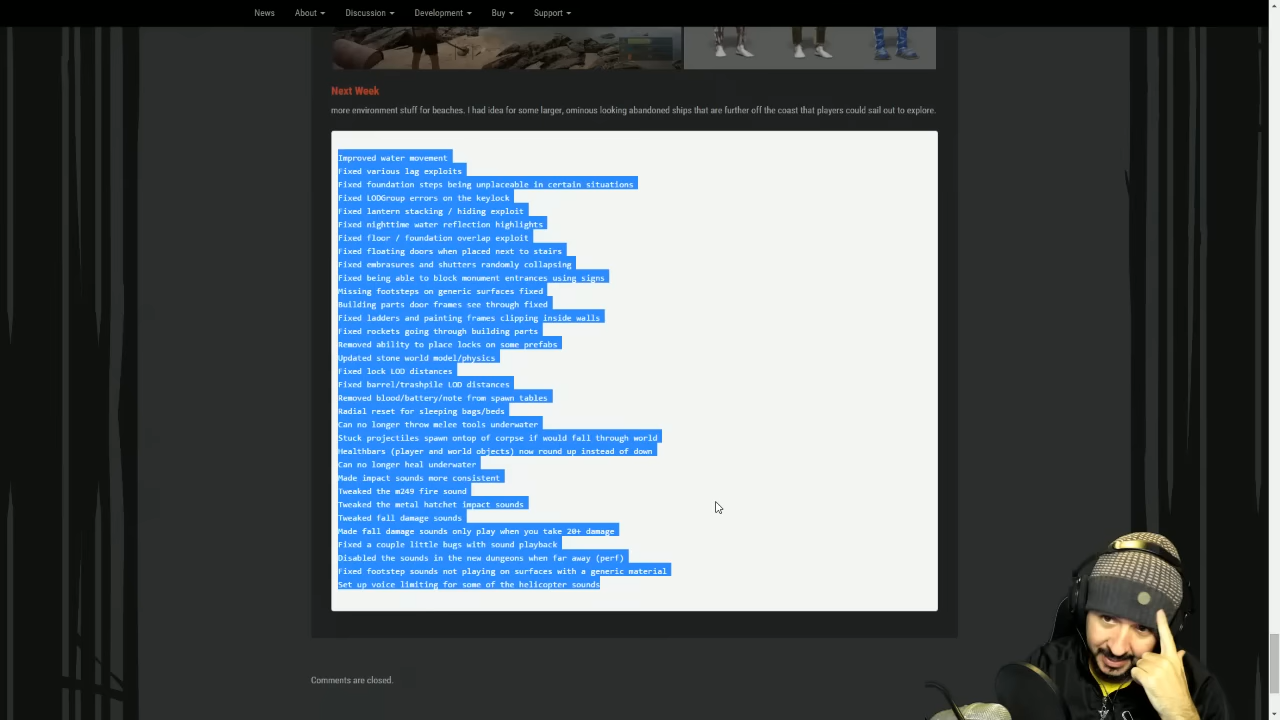 News About Discussion Development Buy Support
Next Week
more environment stuff for beaches. I had idea for some larger, ominous looking abandoned ships that are further off the coast that players could sail out to explore.
Improved water movement
Fixed various lag exploits
Fixed foundation steps being unplaceable in certain situations
Fixed LODGroup errors on the keylock
Fixed lantern stacking / hiding exploit
Fixed nighttime water reflection highlights
Fixed floor / foundation overlap exploit
Fixed floating doors when placed next to stairs
Fixed embrasures and shutters randomly collapsing
Fixed being able to block monument entrances using signs
Missing footsteps on generic surfaces fixed
Building parts door frames see through fixed
Fixed ladders and painting frames clipping inside walls
Fixed rockets going through building parts
Removed ability to place locks on some prefabs
Updated stone world model/physics
Fixed lock LOD distances
Fixed barrel/trashpile LOD distances
Removed blood/battery/note from spawn tables
Radial reset for sleeping bags/beds
Can no longer throw melee tools underwater
Stuck projectiles spawn ontop of corpse if would fall through world
Healthbars (player and world objects) now round up instead of down
Can no longer heal underwater
Made impact sounds more consistent
Tweaked the m249 fire sound
Tweaked the metal hatchet impact sounds
Tweaked fall damage sounds
Made fall damage sounds only play when you take 20+ damage
Fixed a couple little bugs with sound playback
Disabled the sounds in the new dungeons when far away (perf)
Fixed footstep sounds not playing on surfaces with a generic material
Set up voice limiting for some of the helicopter sounds
Comments are closed.